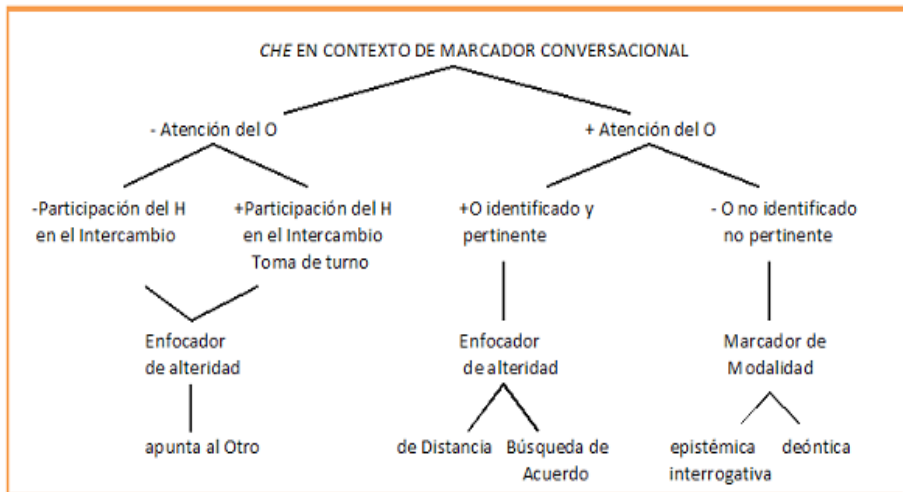 CHE EN CONTEXTO DE MARCADOR CONVERSACIONAL
- Atención del O
+ Atención del O
-Participación del H
en el Intercambio
+Participación del H
en el Intercambio
Toma de turno
+O identificado y
pertinente
- O no identificado
no pertinente
Enfocador
de alteridad
Enfocador
de alteridad
Marcador de
Modalidad
apunta al Otro
de Distancia
Búsqueda de
Acuerdo
epistémica
interrogativa
deóntica